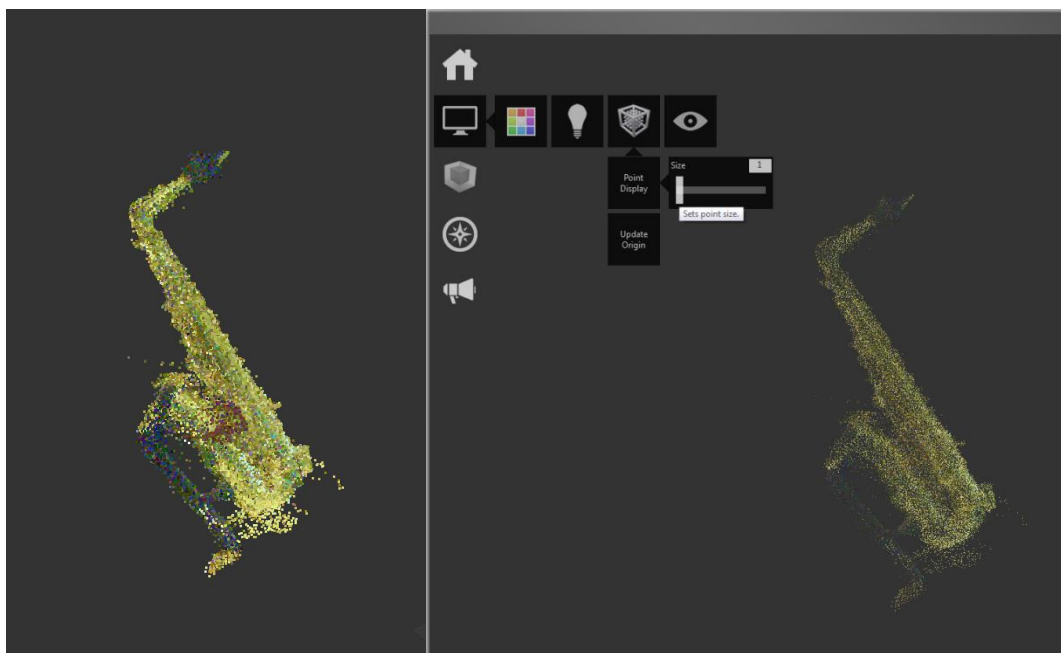 Size
1
Point
Display
Sets point size.
Update
Origin